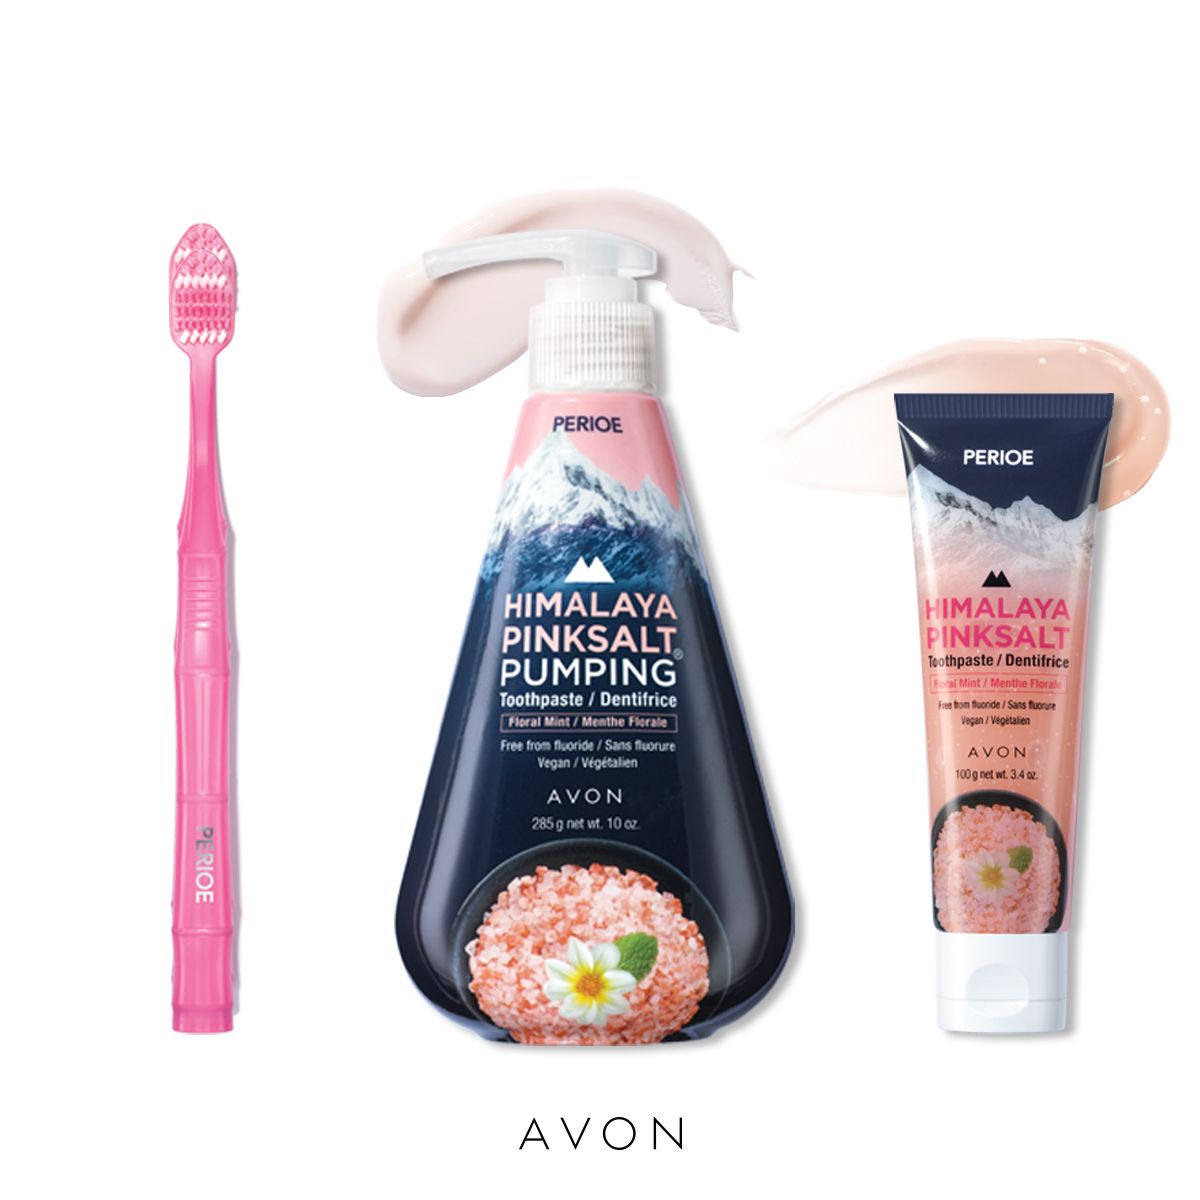 PERIOE
PERIOE
HIMALAYA
PINKSALT
PUMPING®
Toothpaste / Dentifrice
Floral Mint / Menthe Florale
Free from fluoride / Sans fluorure
Vegan / Végétalien
AVON
285 g net wt. 10 oz.
PERIOE
HIMALAYA
PINKSALT
Toothpaste / Dentifrice
Floral Mint / Menthe Florale
Free from fluoride / Sans fluorure
Vegan / Végétalien
AVON
100 g net wt. 3.4 oz.
AVON